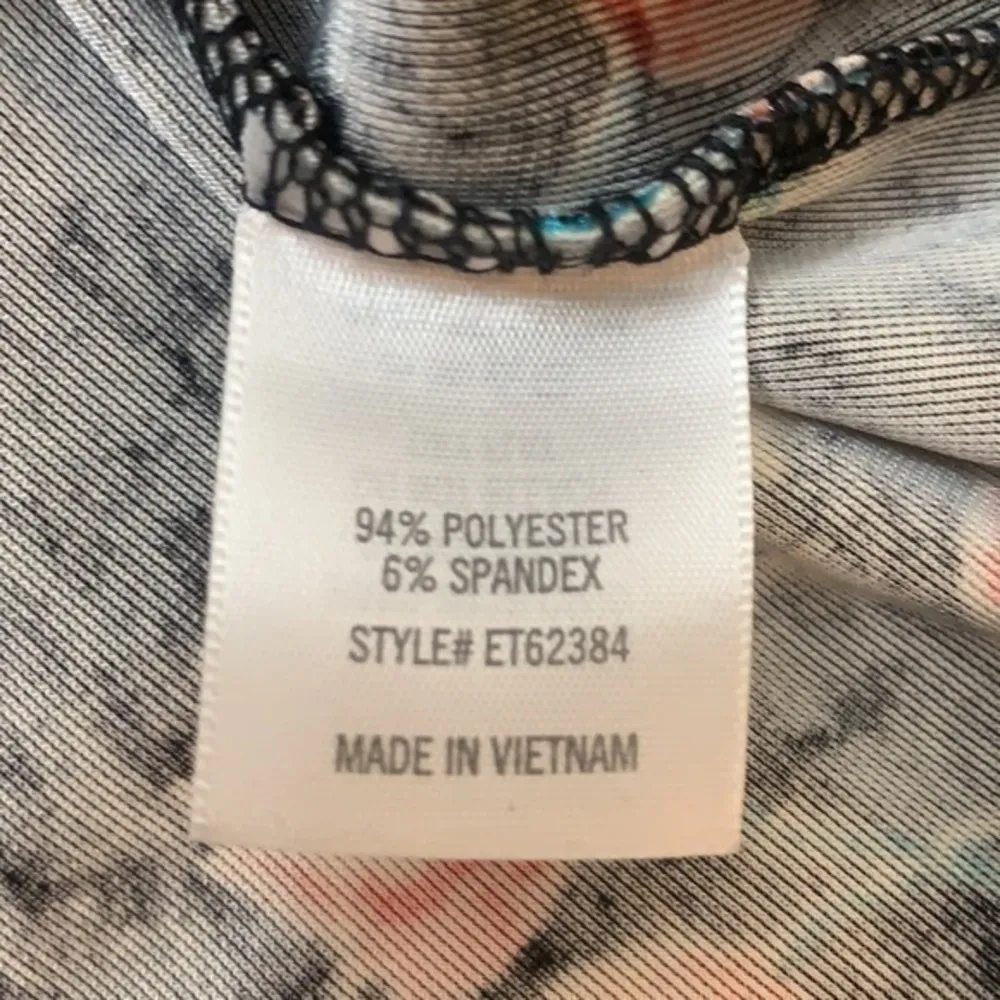 94% POLYESTER
6% SPANDEX
STYLE# ET62384
MADE IN VIETNAM